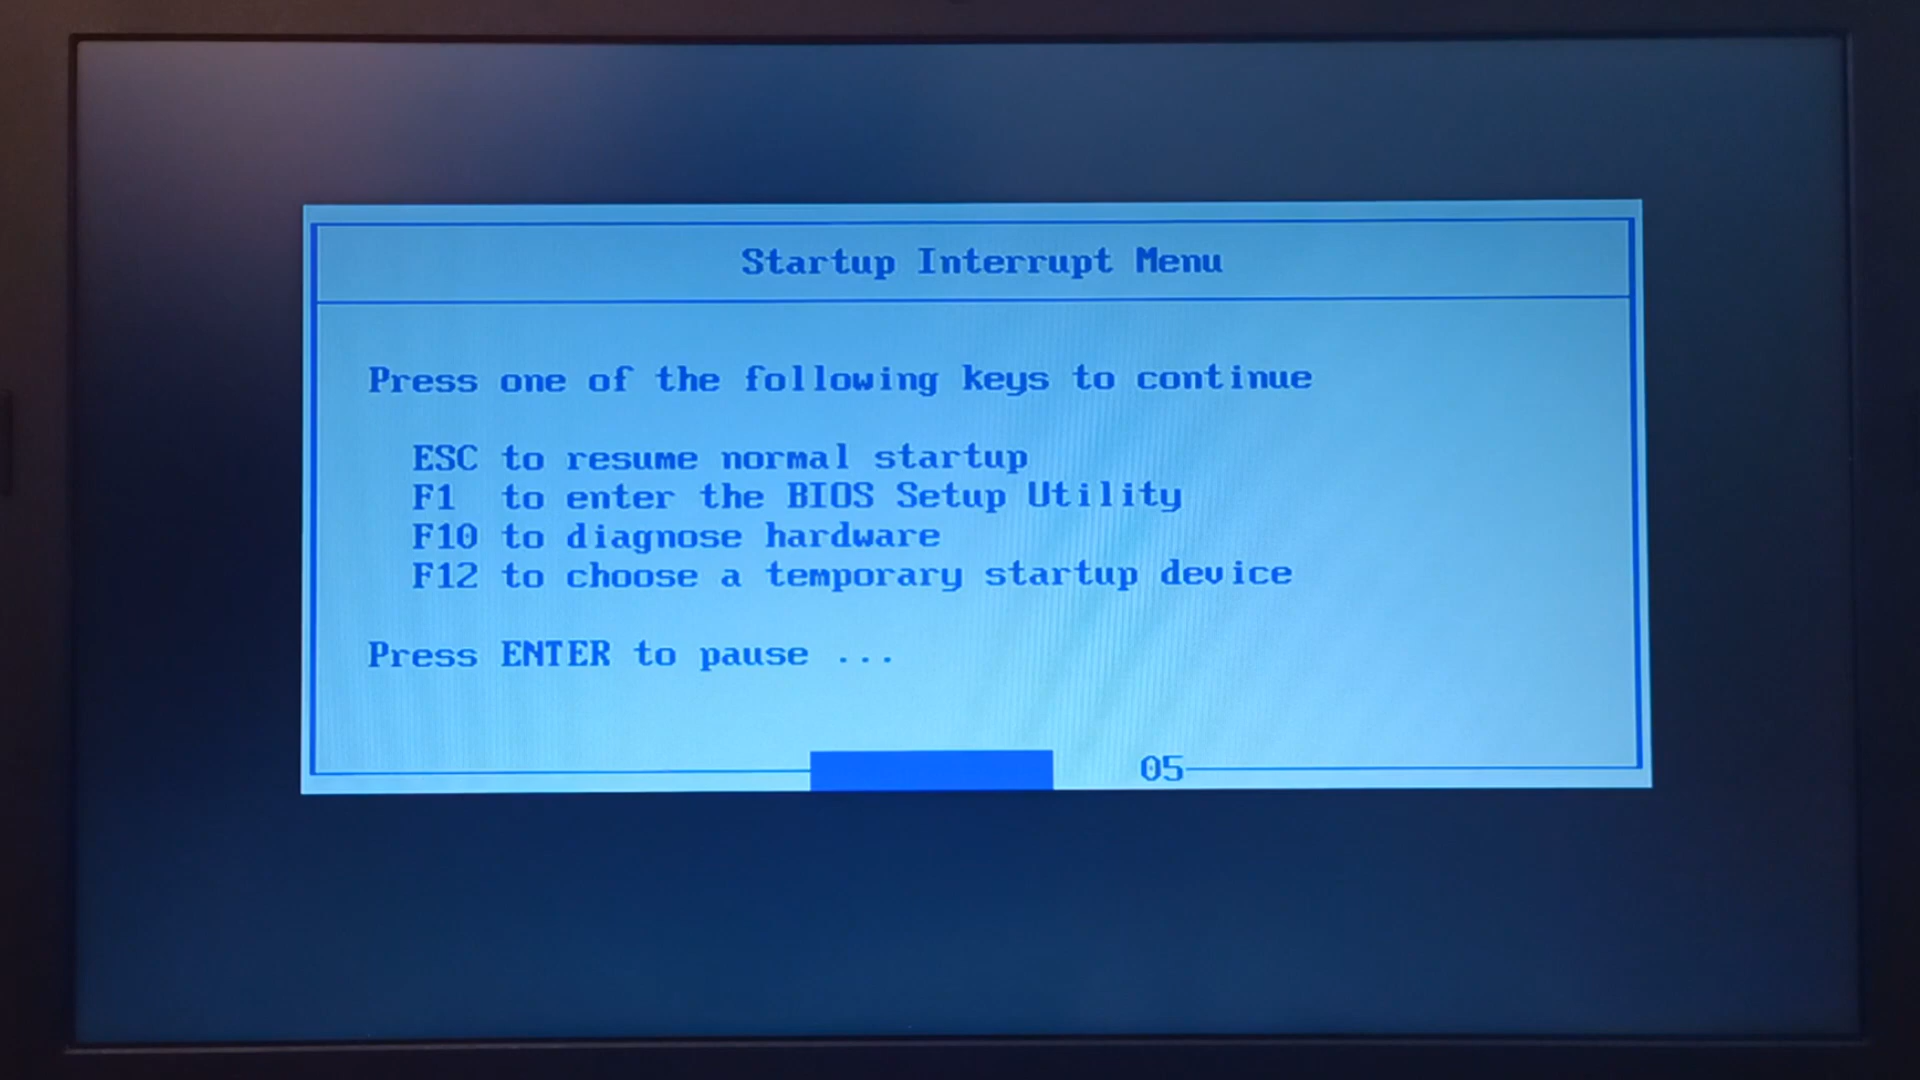 Startup Interrupt Menu
Press one of the following keys to continue
ESC to resume normal startup
F1 to enter the BIOS Setup Utility
F10 to diagnose hardware
F12 to choose a temporary startup device
Press ENTER to pause ...
05